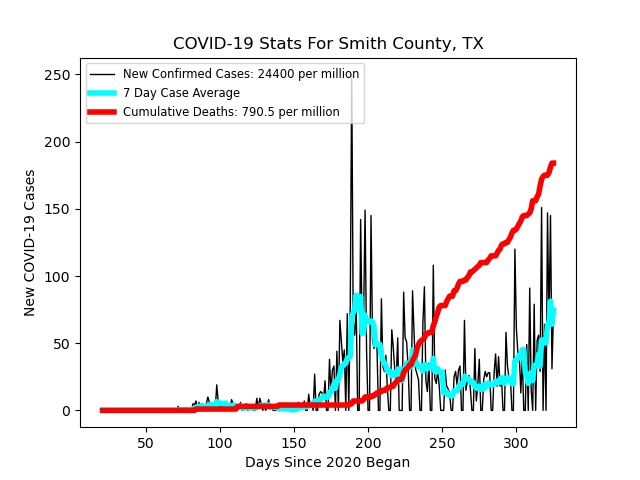 COVID-19 Stats For Smith County, TX
New Confirmed Cases: 24400 per million
7 Day Case Average
Cumulative Deaths: 790.5 per million
New COVID-19 Cases
250
200
150
100
50
0
50 100 150 200 250 300
Days Since 2020 Began